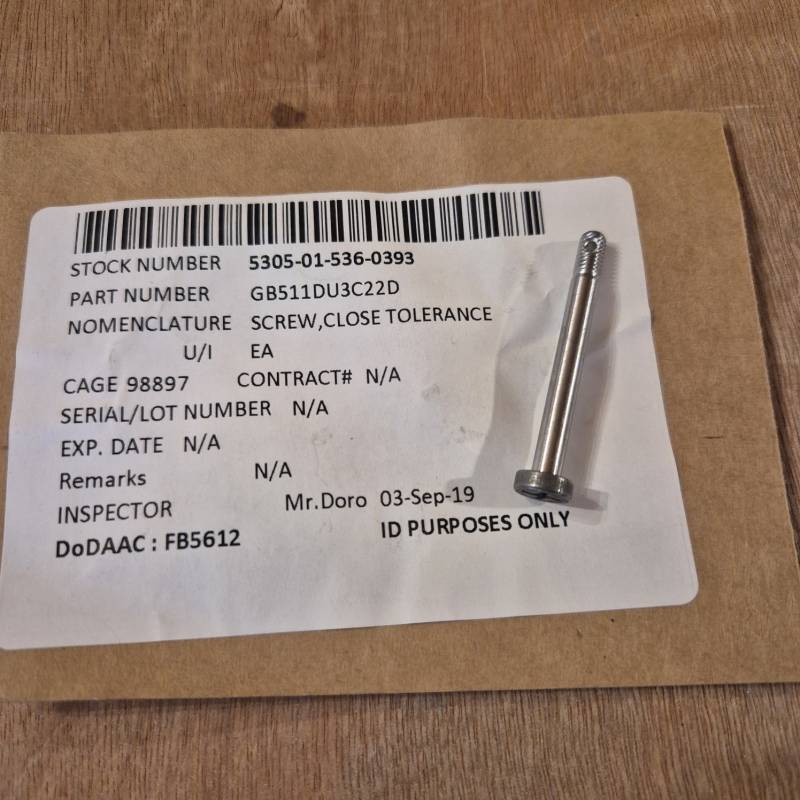 STOCK NUMBER 5305-01-536-0393
PART NUMBER GB511DU3C22D
NOMENCLATURE SCREW,CLOSE TOLERANCE
U/I EA
CAGE 98897 CONTRACT# N/A
SERIAL/LOT NUMBER N/A
EXP. DATE N/A
Remarks N/A
INSPECTOR Mr.Doro 03-Sep-19
DoDAAC : FB5612 ID PURPOSES ONLY